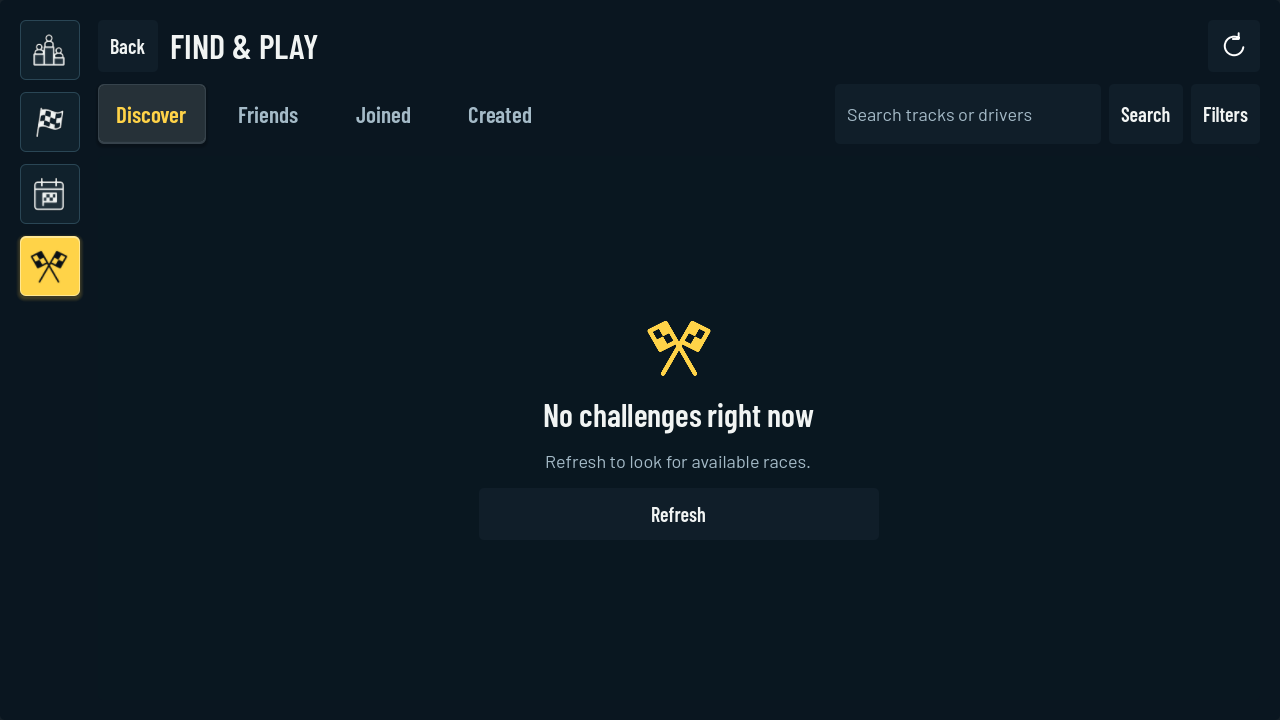 Back
FIND & PLAY
Discover
Friends
Joined
Created
Search tracks or drivers
Search
Filters
No challenges right now
Refresh to look for available races.
Refresh